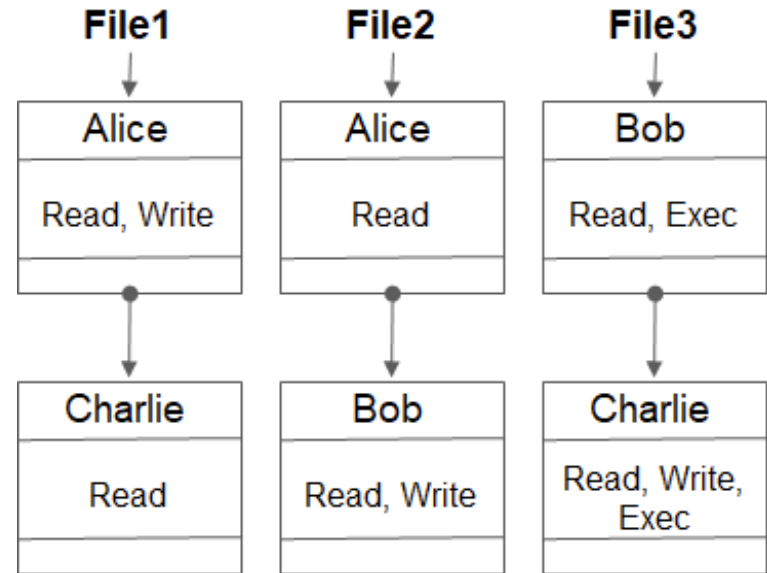 File1
File2
File3
Alice
Alice
Bob
Read, Write
Read
Read, Exec
Charlie
Bob
Charlie
Read
Read, Write
Read, Write,
Exec